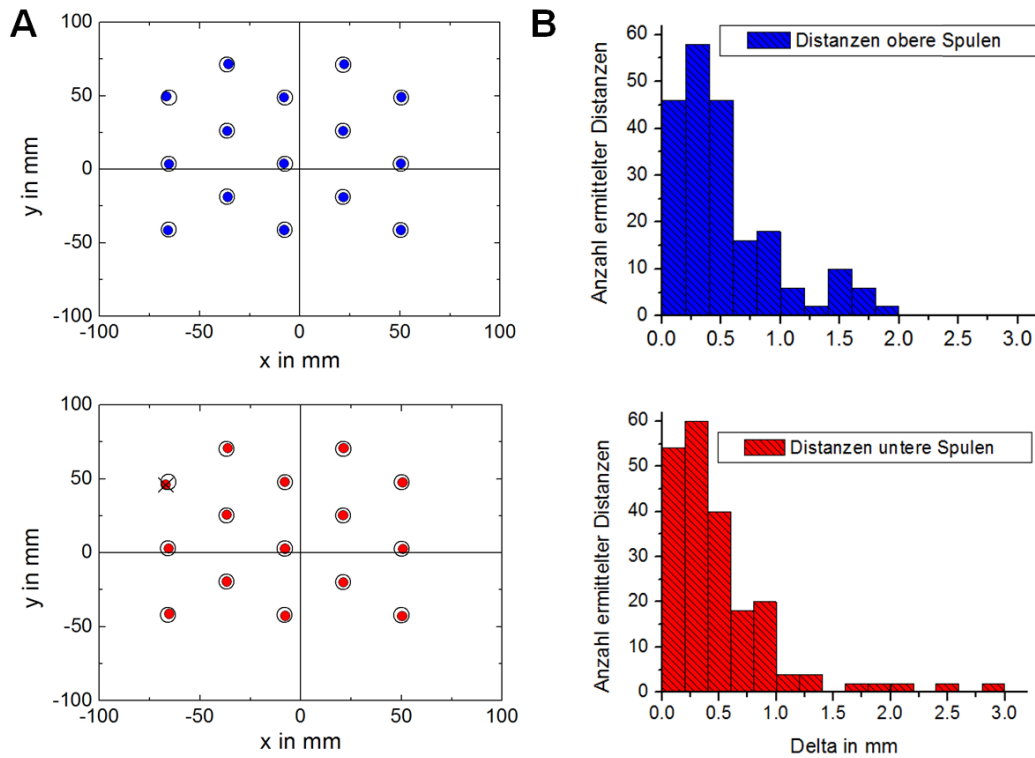 A
100
50
0
-50
-100
-100 -50 0 50 100
y in mm
x in mm
B
Distanzen obere Spulen
60
50
40
30
20
10
0
0.0 0.5 1.0 1.5 2.0 2.5 3.0
Anzahl ermittelter Distanzen
100
50
0
-50
-100
-100 -50 0 50 100
y in mm
x in mm
Distanzen untere Spulen
60
50
40
30
20
10
0
0.0 0.5 1.0 1.5 2.0 2.5 3.0
Anzahl ermittelter Distanzen
Delta in mm